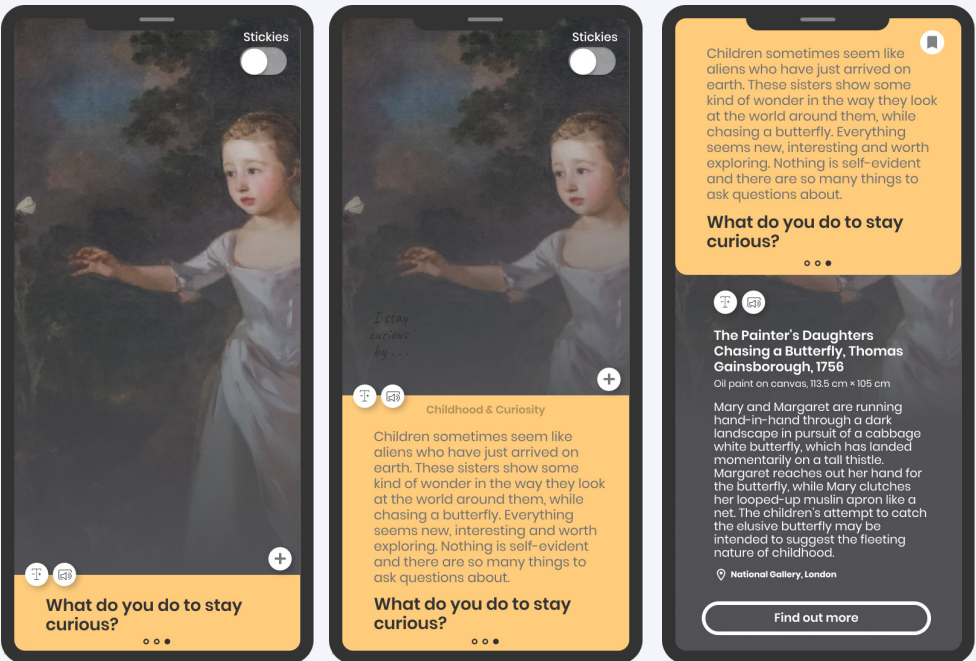 Stickies
What do you do to stay
curious?
Stickies
I stay
curious
by . . .
Childhood & Curiosity
Children sometimes seem like
aliens who have just arrived on
earth. These sisters show some
kind of wonder in the way they look
at the world around them, while
chasing a butterfly. Everything
seems new, interesting and worth
exploring. Nothing is self-evident
and there are so many things to
ask questions about.
What do you do to stay
curious?
Children sometimes seem like
aliens who have just arrived on
earth. These sisters show some
kind of wonder in the way they look
at the world around them, while
chasing a butterfly. Everything
seems new, interesting and worth
exploring. Nothing is self-evident
and there are so many things to
ask questions about.
What do you do to stay
curious?
The Painter's Daughters
Chasing a Butterfly, Thomas
Gainsborough, 1756
Oil paint on canvas, 113.5 cm × 105 cm
Mary and Margaret are running
hand-in-hand through a dark
landscape in pursuit of a cabbage
white butterfly, which has landed
momentarily on a tall thistle.
Margaret reaches out her hand for
the butterfly, while Mary clutches
her looped-up muslin apron like a
net. The children's attempt to catch
the elusive butterfly may be
intended to suggest the fleeting
nature of childhood.
National Gallery, London
Find out more